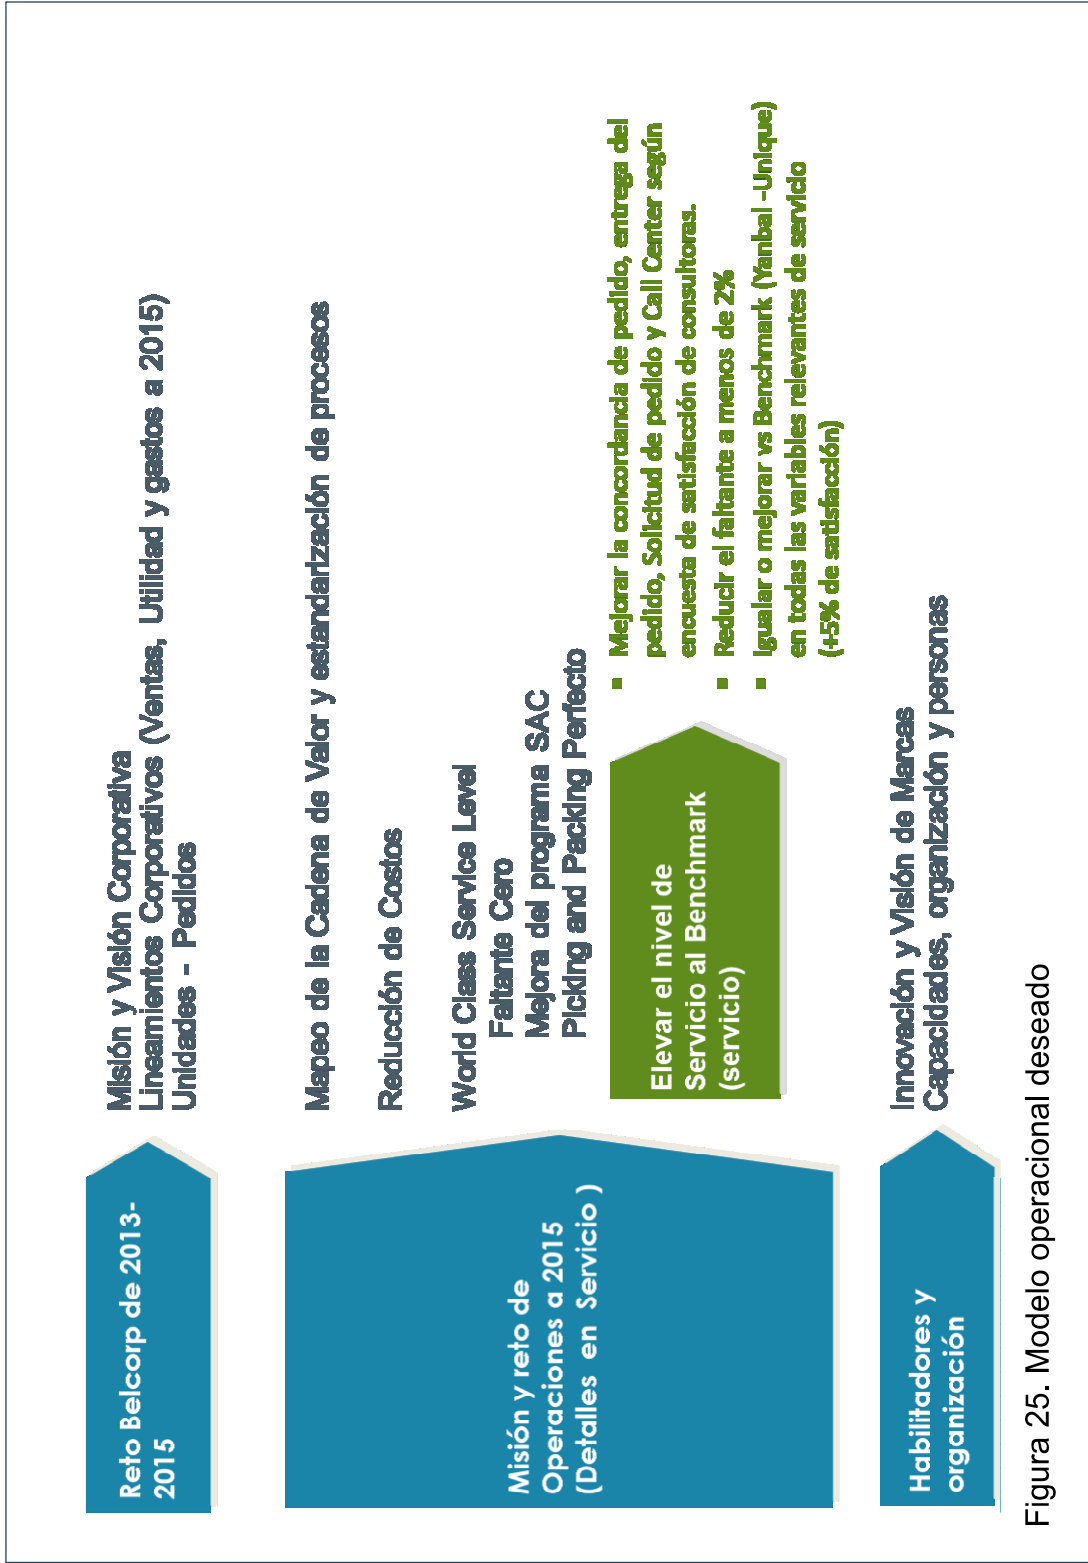 Reto Belcorp de 2013-
2015
Misión y Visión Corporativa
Lineamientos Corporativos (Ventas, Utilidad y gastos a 2015)
Unidades - Pedidos
Misión y reto de
Operaciones a 2015
(Detalles en Servicio )
Mapeo de la Cadena de Valor y estandarización de procesos
Reducción de Costos
World Class Service Level
Faltante Cero
Mejora del programa SAC
Picking and Packing Perfecto
Elevar el nivel de
Servicio al Benchmark
(servicio)
▪ Mejorar la concordancia de pedido, entrega del
pedido, Solicitud de pedido y Call Center según
encuesta de satisfacción de consultoras.
▪ Reducir el faltante a menos de 2%
▪ Igualar o mejorar vs Benchmark (Yanbal -Unique)
en todas las variables relevantes de servicio
(+5% de satisfacción)
Habilitadores y
organización
Innovación y Visión de Marcas
Capacidades, organización y personas
Figura 25. Modelo operacional deseado